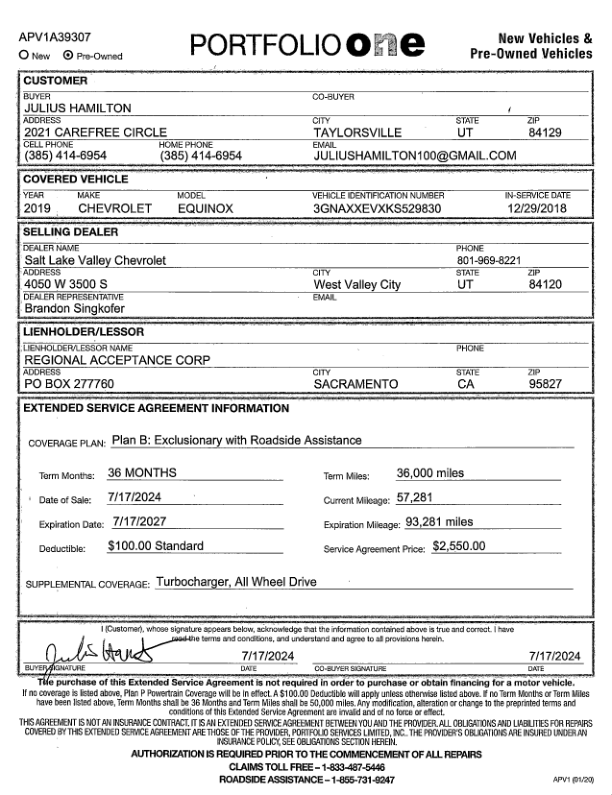 APV1A39307
New Pre-Owned
PORTFOLIO one
New Vehicles &
Pre-Owned Vehicles
CUSTOMER
BUYER CO-BUYER
JULIUS HAMILTON
ADDRESS CITY STATE ZIP
2021 CAREFREE CIRCLE TAYLORSVILLE UT 84129
CELL PHONE HOME PHONE EMAIL
(385) 414-6954 (385) 414-6954 JULIUSHAMILTON100@GMAIL.COM
COVERED VEHICLE
YEAR MAKE MODEL VEHICLE IDENTIFICATION NUMBER IN-SERVICE DATE
2019 CHEVROLET EQUINOX 3GNAXXEVXKS529830 12/29/2018
SELLING DEALER
DEALER NAME PHONE
Salt Lake Valley Chevrolet 801-969-8221
ADDRESS CITY STATE ZIP
4050 W 3500 S West Valley City UT 84120
DEALER REPRESENTATIVE EMAIL
Brandon Singkofer
LIENHOLDER/LESSOR
LIENHOLDER/LESSOR NAME PHONE
REGIONAL ACCEPTANCE CORP
ADDRESS CITY STATE ZIP
PO BOX 277760 SACRAMENTO CA 95827
EXTENDED SERVICE AGREEMENT INFORMATION
COVERAGE PLAN: Plan B: Exclusionary with Roadside Assistance
Term Months: 36 MONTHS Term Miles: 36,000 miles
Date of Sale: 7/17/2024 Current Mileage: 57,281
Expiration Date: 7/17/2027 Expiration Mileage: 93,281 miles
Deductible: $100.00 Standard Service Agreement Price: $2,550.00
SUPPLEMENTAL COVERAGE: Turbocharger, All Wheel Drive
I (Customer), whose signature appears below, acknowledge that the information contained above is true and correct. I have
read the terms and conditions, and understand and agree to all provisions herein.
7/17/2024 7/17/2024
BUYER SIGNATURE DATE CO-BUYER SIGNATURE DATE
The purchase of this Extended Service Agreement is not required in order to purchase or obtain financing for a motor vehicle.
If no coverage is listed above, Plan P Powertrain Coverage will be in effect. A $100.00 Deductible will apply unless otherwise listed above. If no Term Months or Term Miles
have been listed above, Term Months shall be 36 Months and Term Miles shall be 50,000 miles. Any modification, alteration or change to the preprinted terms and
conditions of this Extended Service Agreement are invalid and of no force or effect.
THIS AGREEMENT IS NOT AN INSURANCE CONTRACT. IT IS AN EXTENDED SERVICE AGREEMENT BETWEEN YOU AND THE PROVIDER. ALL OBLIGATIONS AND LIABILITIES FOR REPAIRS
COVERED BY THIS EXTENDED SERVICE AGREEMENT ARE THOSE OF THE PROVIDER, PORTFOLIO SERVICES LIMITED, INC.. THE PROVIDER'S OBLIGATIONS ARE INSURED UNDER AN
INSURANCE POLICY, SEE OBLIGATIONS SECTION HEREIN.
AUTHORIZATION IS REQUIRED PRIOR TO THE COMMENCEMENT OF ALL REPAIRS
CLAIMS TOLL FREE – 1-833-487-5446
ROADSIDE ASSISTANCE – 1-855-731-9247
APV1 (01/20)